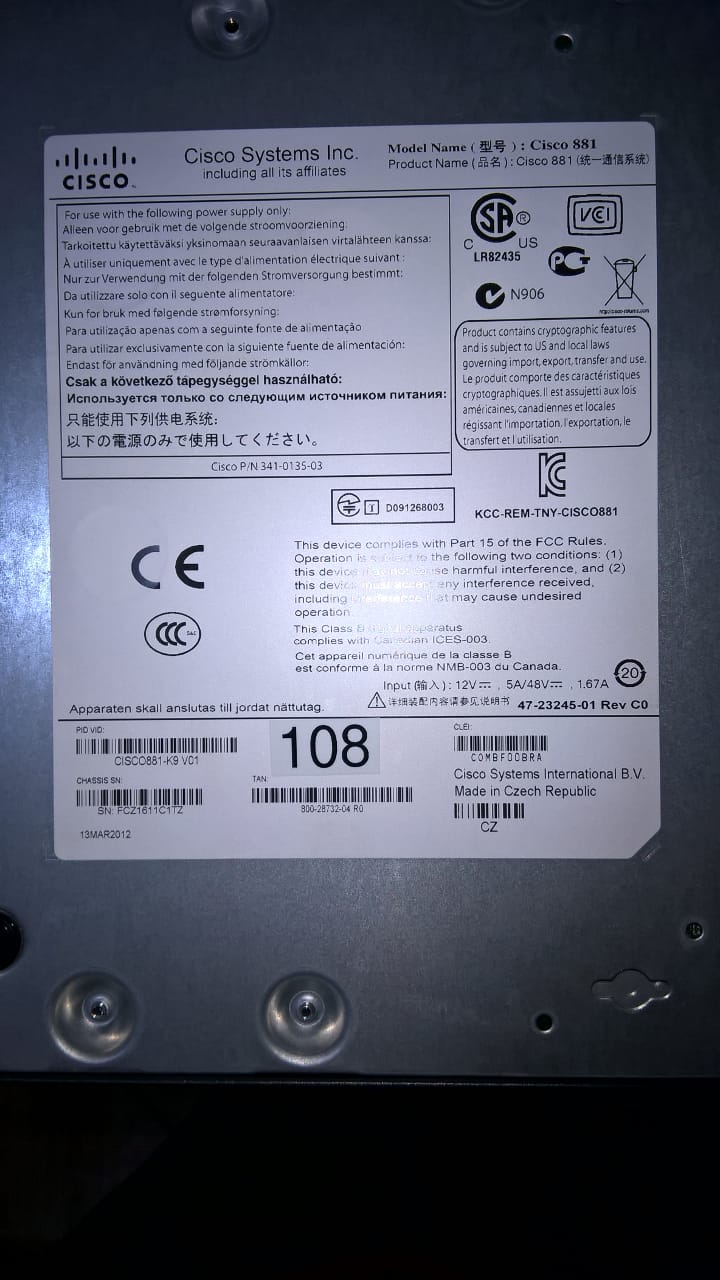 CISCO
Cisco Systems Inc.
including all its affiliates
Model Name ( 型号 ) : Cisco 881
Product Name ( 品名 ) : Cisco 881 (统一通信系统)
For use with the following power supply only:
Alleen voor gebruik met de volgende stroomvoorziening:
Tarkoitettu käytettäväksi yksinomaan seuraavanlaisen virtalähteen kanssa:
À utiliser uniquement avec le type d'alimentation électrique suivant :
Nur zur Verwendung mit der folgenden Stromversorgung bestimmt:
Da utilizzare solo con il seguente alimentatore:
Kun for bruk med følgende strømforsyning:
Para utilização apenas com a seguinte fonte de alimentação
Para utilizar exclusivamente con la siguiente fuente de alimentación:
Endast för användning med följande strömkällor:
Csak a következő tápegységgel használható:
Используется только со следующим источником питания:
只能使用下列供电系统:
以下の電源のみで使用してください。
Cisco P/N 341-0135-03
SA ®
C US
LR82435
VCI
N906
Product contains cryptographic features
and is subject to US and local laws
governing import, export, transfer and use.
Le produit comporte des caractéristiques
cryptographiques. Il est assujetti aux lois
américaines, canadiennes et locales
régissant l'importation, l'exportation, le
transfert et l utilisation.
T D091268003
KCC-REM-TNY-CISCO881
CE
CCC
S&E
This device complies with Part 15 of the FCC Rules.
Operation is subject to the following two conditions: (1)
this device may not cause harmful interference, and (2)
this device must accept any interference received,
including interference that may cause undesired
operation.
This Class B digital apparatus
complies with Canadian ICES-003.
Cet appareil numérique de la classe B
est conforme à la norme NMB-003 du Canada.
Input (输入) : 12V⎓ , 5A/48V⎓ , 1.67A
20
详细装配内容请参见说明书
47-23245-01 Rev C0
Apparaten skall anslutas till jordat nättutag.
PID VID:
CISCO881-K9 V01
108
CLEI:
COMBF00BRA
CHASSIS SN:
SN: FCZ1611C1TZ
TAN:
800-28732-04 R0
Cisco Systems International B.V.
Made in Czech Republic
CZ
13MAR2012